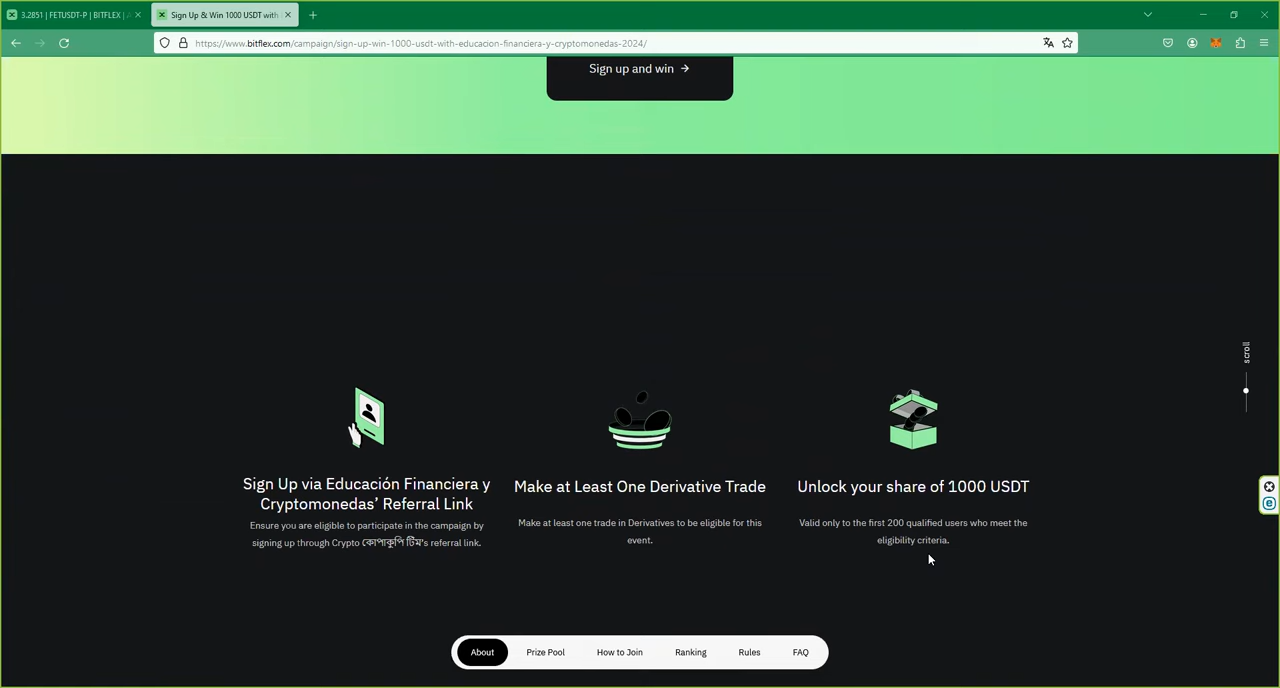 3.2851 | FETUSDT-P | BITFLEX |
Sign Up & Win 1000 USDT with
https://www.bitflex.com/campaign/sign-up-win-1000-usdt-with-educacion-financiera-y-cryptomonedas-2024/
Sign up and win →
scroll
Sign Up via Educación Financiera y
Cryptomonedas’ Referral Link
Ensure you are eligible to participate in the campaign by
signing up through Crypto কোপাকুপি টিম's referral link.
Make at Least One Derivative Trade
Make at least one trade in Derivatives to be eligible for this
event.
Unlock your share of 1000 USDT
Valid only to the first 200 qualified users who meet the
eligibility criteria.
About
Prize Pool
How to Join
Ranking
Rules
FAQ